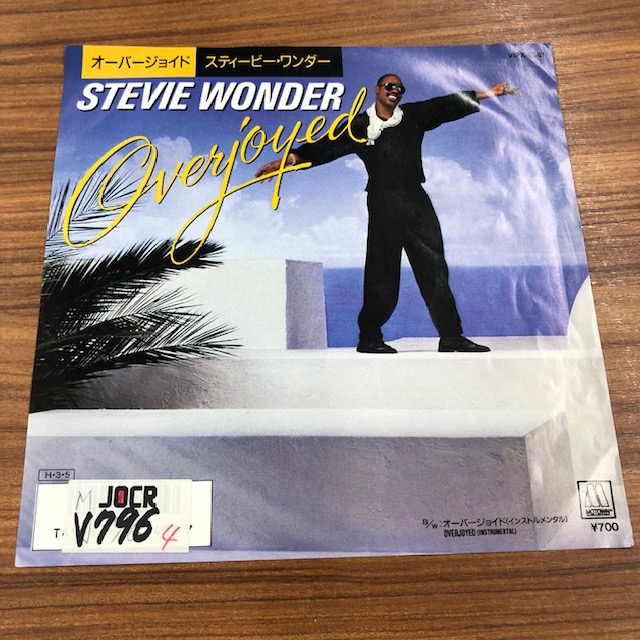 オーバージョイド スティービー・ワンダー
STEVIE WONDER
Overjoyed
H・3・5
JOCR
V796 4
B/W:オーバージョイド(インストルメンタル)
OVERJOYED (INSTRUMENTAL)
M
MOTOWN
¥700